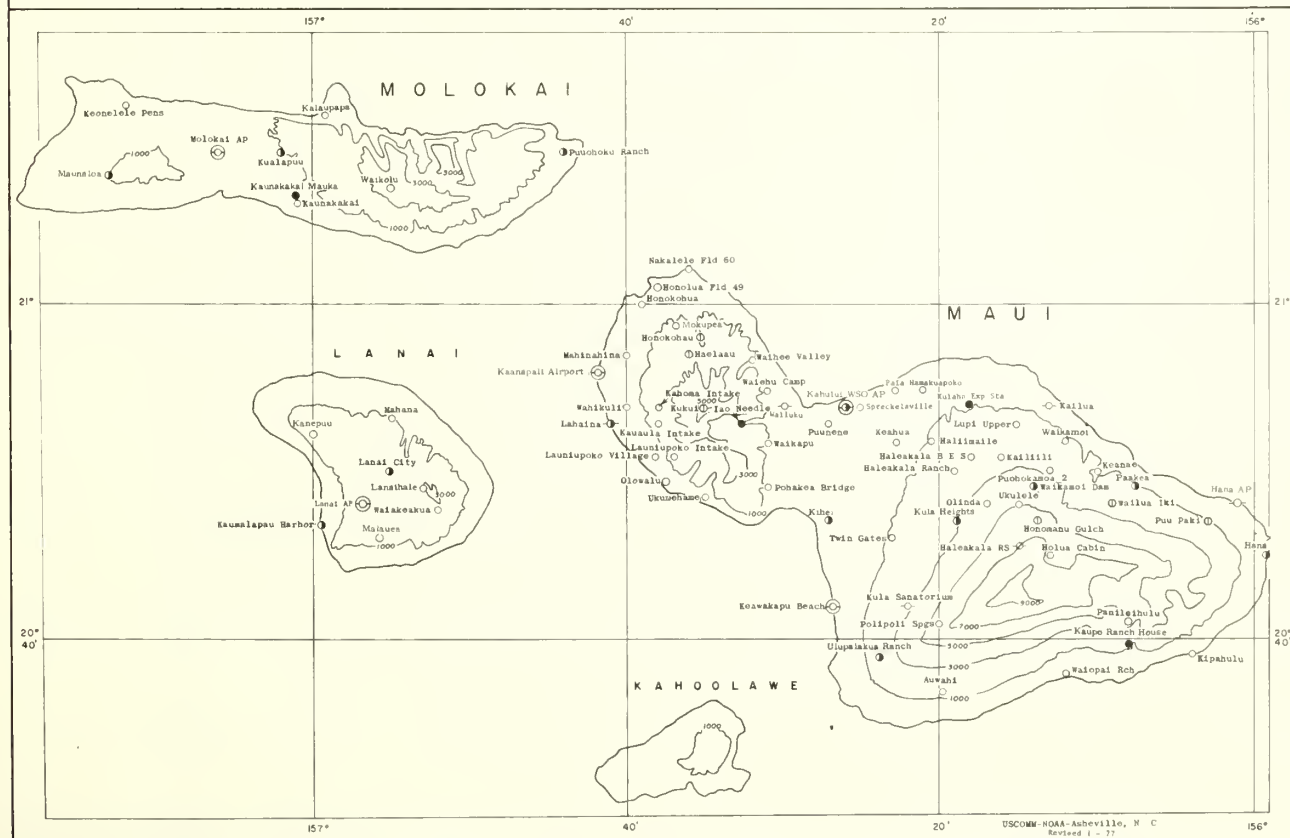 157°
40'
20'
156°
MOLOKAI
Keonelele Pens
Kalaupapa
Molokai AP
1000
Kualapuu
Puuohoku Ranch
Maunaloa
3000
3000
Waikolu
Kaunakakai Mauka
Kaunakakai
1000
Nakalele Fld 60
Honolua Fld 49
21°
Honokohua
21°
MAUI
Mokupea
Honokohau
LANAI
Mahinahina
Haelaau
Waihee Valley
Kaanapali Airport
Waiehu Camp
Paia
Hamakuapoko
Kahoma Intake
Kahului WSO AP
Kailua
Mahana
Wahikuli
Kukui
Iao Needle
Wailuku
Spreckelsville
Kanepuu
Lahaina
Kauaula Intake
Puunene
Lupi Upper
Keahua
Haliimaile
Waikamoi
Waikapu
Launiupoko Intake
Launiupoko Village
Haleakala B E S
Kailiili
Lanai City
Haleakala Ranch
Keanae
3000
Puohokamoa 2
Paakea
Lanaihale
Olowalu
Waikamoi Dam
3000
Pohakea Bridge
Ukulele
Hana AP
Lanai AP
Ukumehame
Olinda
Wailua Iki
Waiakeakua
1000
Kihei
Kula Heights
Puu Paki
Kaumalapau Harbor
Honomanu Gulch
Malauea
Twin Gates
Haleakala RS
Hana
1000
Holua Cabin
9000
Keawakapu Beach
Kula Sanatorium
Panileihulu
Polipoli Spgs
7000
20°
40'
Kaupo Ranch House
20°
40'
Ulupalakua Ranch
5000
Kipahulu
3000
Waiopai Rch
KAHOOLAWE
Auwahi
1000
1000
157°
40'
20'
156°
USCOMM-NOAA-Asheville, N C
Revised 1 - 77